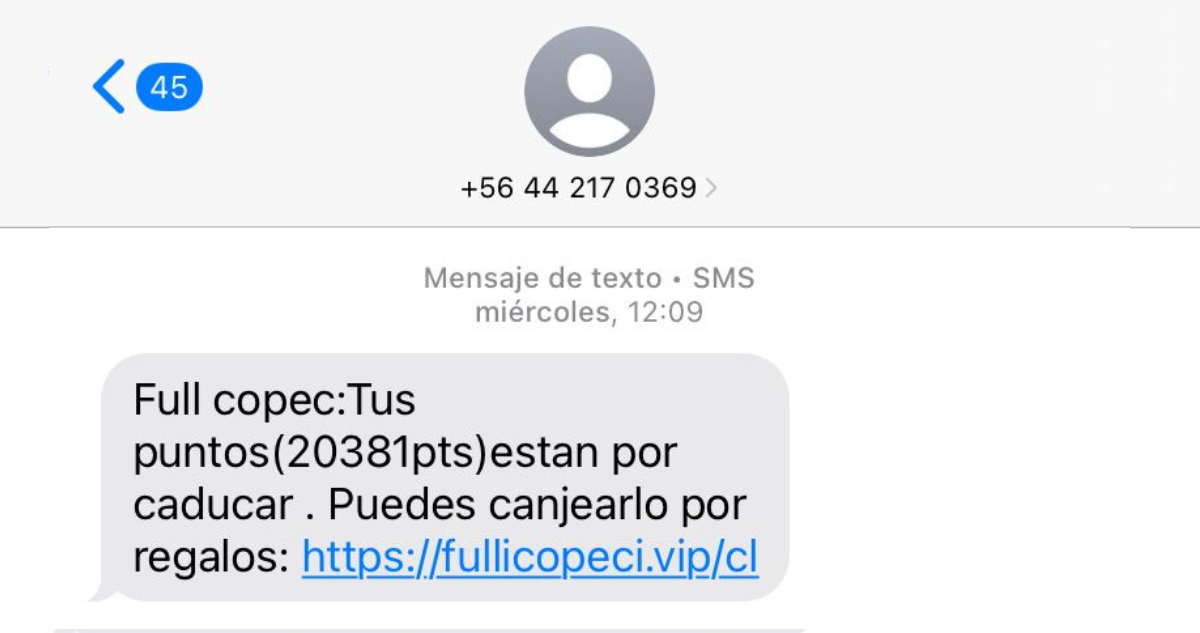 45
+56 44 217 0369
Mensaje de texto • SMS
miércoles, 12:09
Full copec:Tus
puntos(20381pts)estan por
caducar . Puedes canjearlo por
regalos: https://fullicopeci.vip/cl